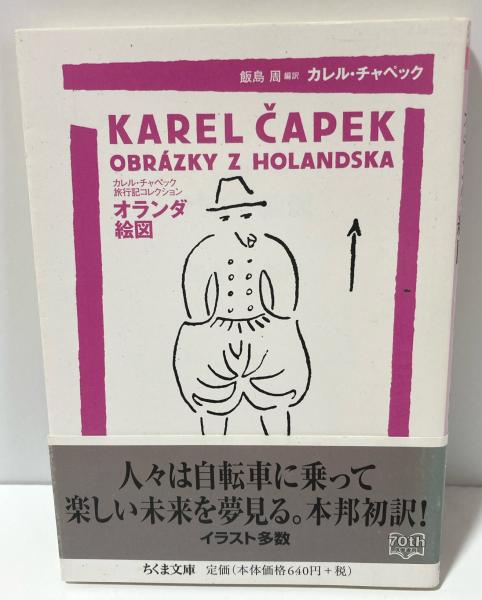 飯島 周 編訳 カレル・チャペック
KAREL ČAPEK
OBRÁZKY Z HOLANDSKA
カレル・チャペック
旅行記コレクション
オランダ
絵図
人々は自転車に乗って
楽しい未来を夢見る。本邦初訳!
イラスト多数
70th
ちくま文庫 定価(本体価格640円+税)